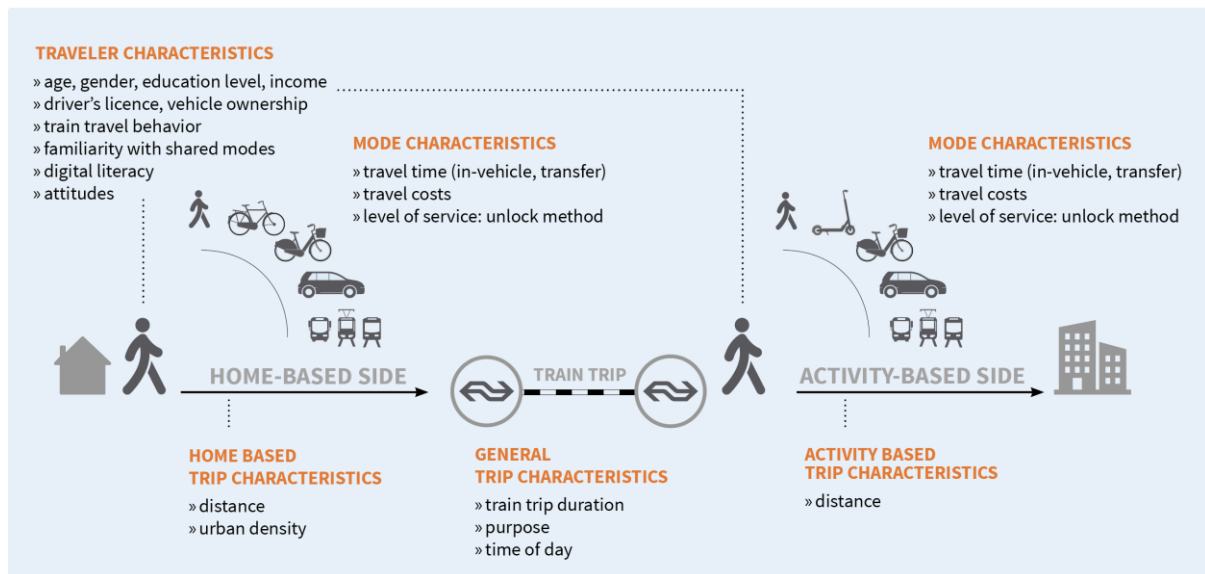 TRAVELER CHARACTERISTICS
» age, gender, education level, income
» driver's licence, vehicle ownership
» train travel behavior
» familiarity with shared modes
» digital literacy
» attitudes
MODE CHARACTERISTICS
» travel time (in-vehicle, transfer)
» travel costs
» level of service: unlock method
MODE CHARACTERISTICS
» travel time (in-vehicle, transfer)
» travel costs
» level of service: unlock method
HOME-BASED SIDE
TRAIN TRIP
ACTIVITY-BASED SIDE
HOME BASED
TRIP CHARACTERISTICS
» distance
» urban density
GENERAL
TRIP CHARACTERISTICS
» train trip duration
» purpose
» time of day
ACTIVITY BASED
TRIP CHARACTERISTICS
» distance